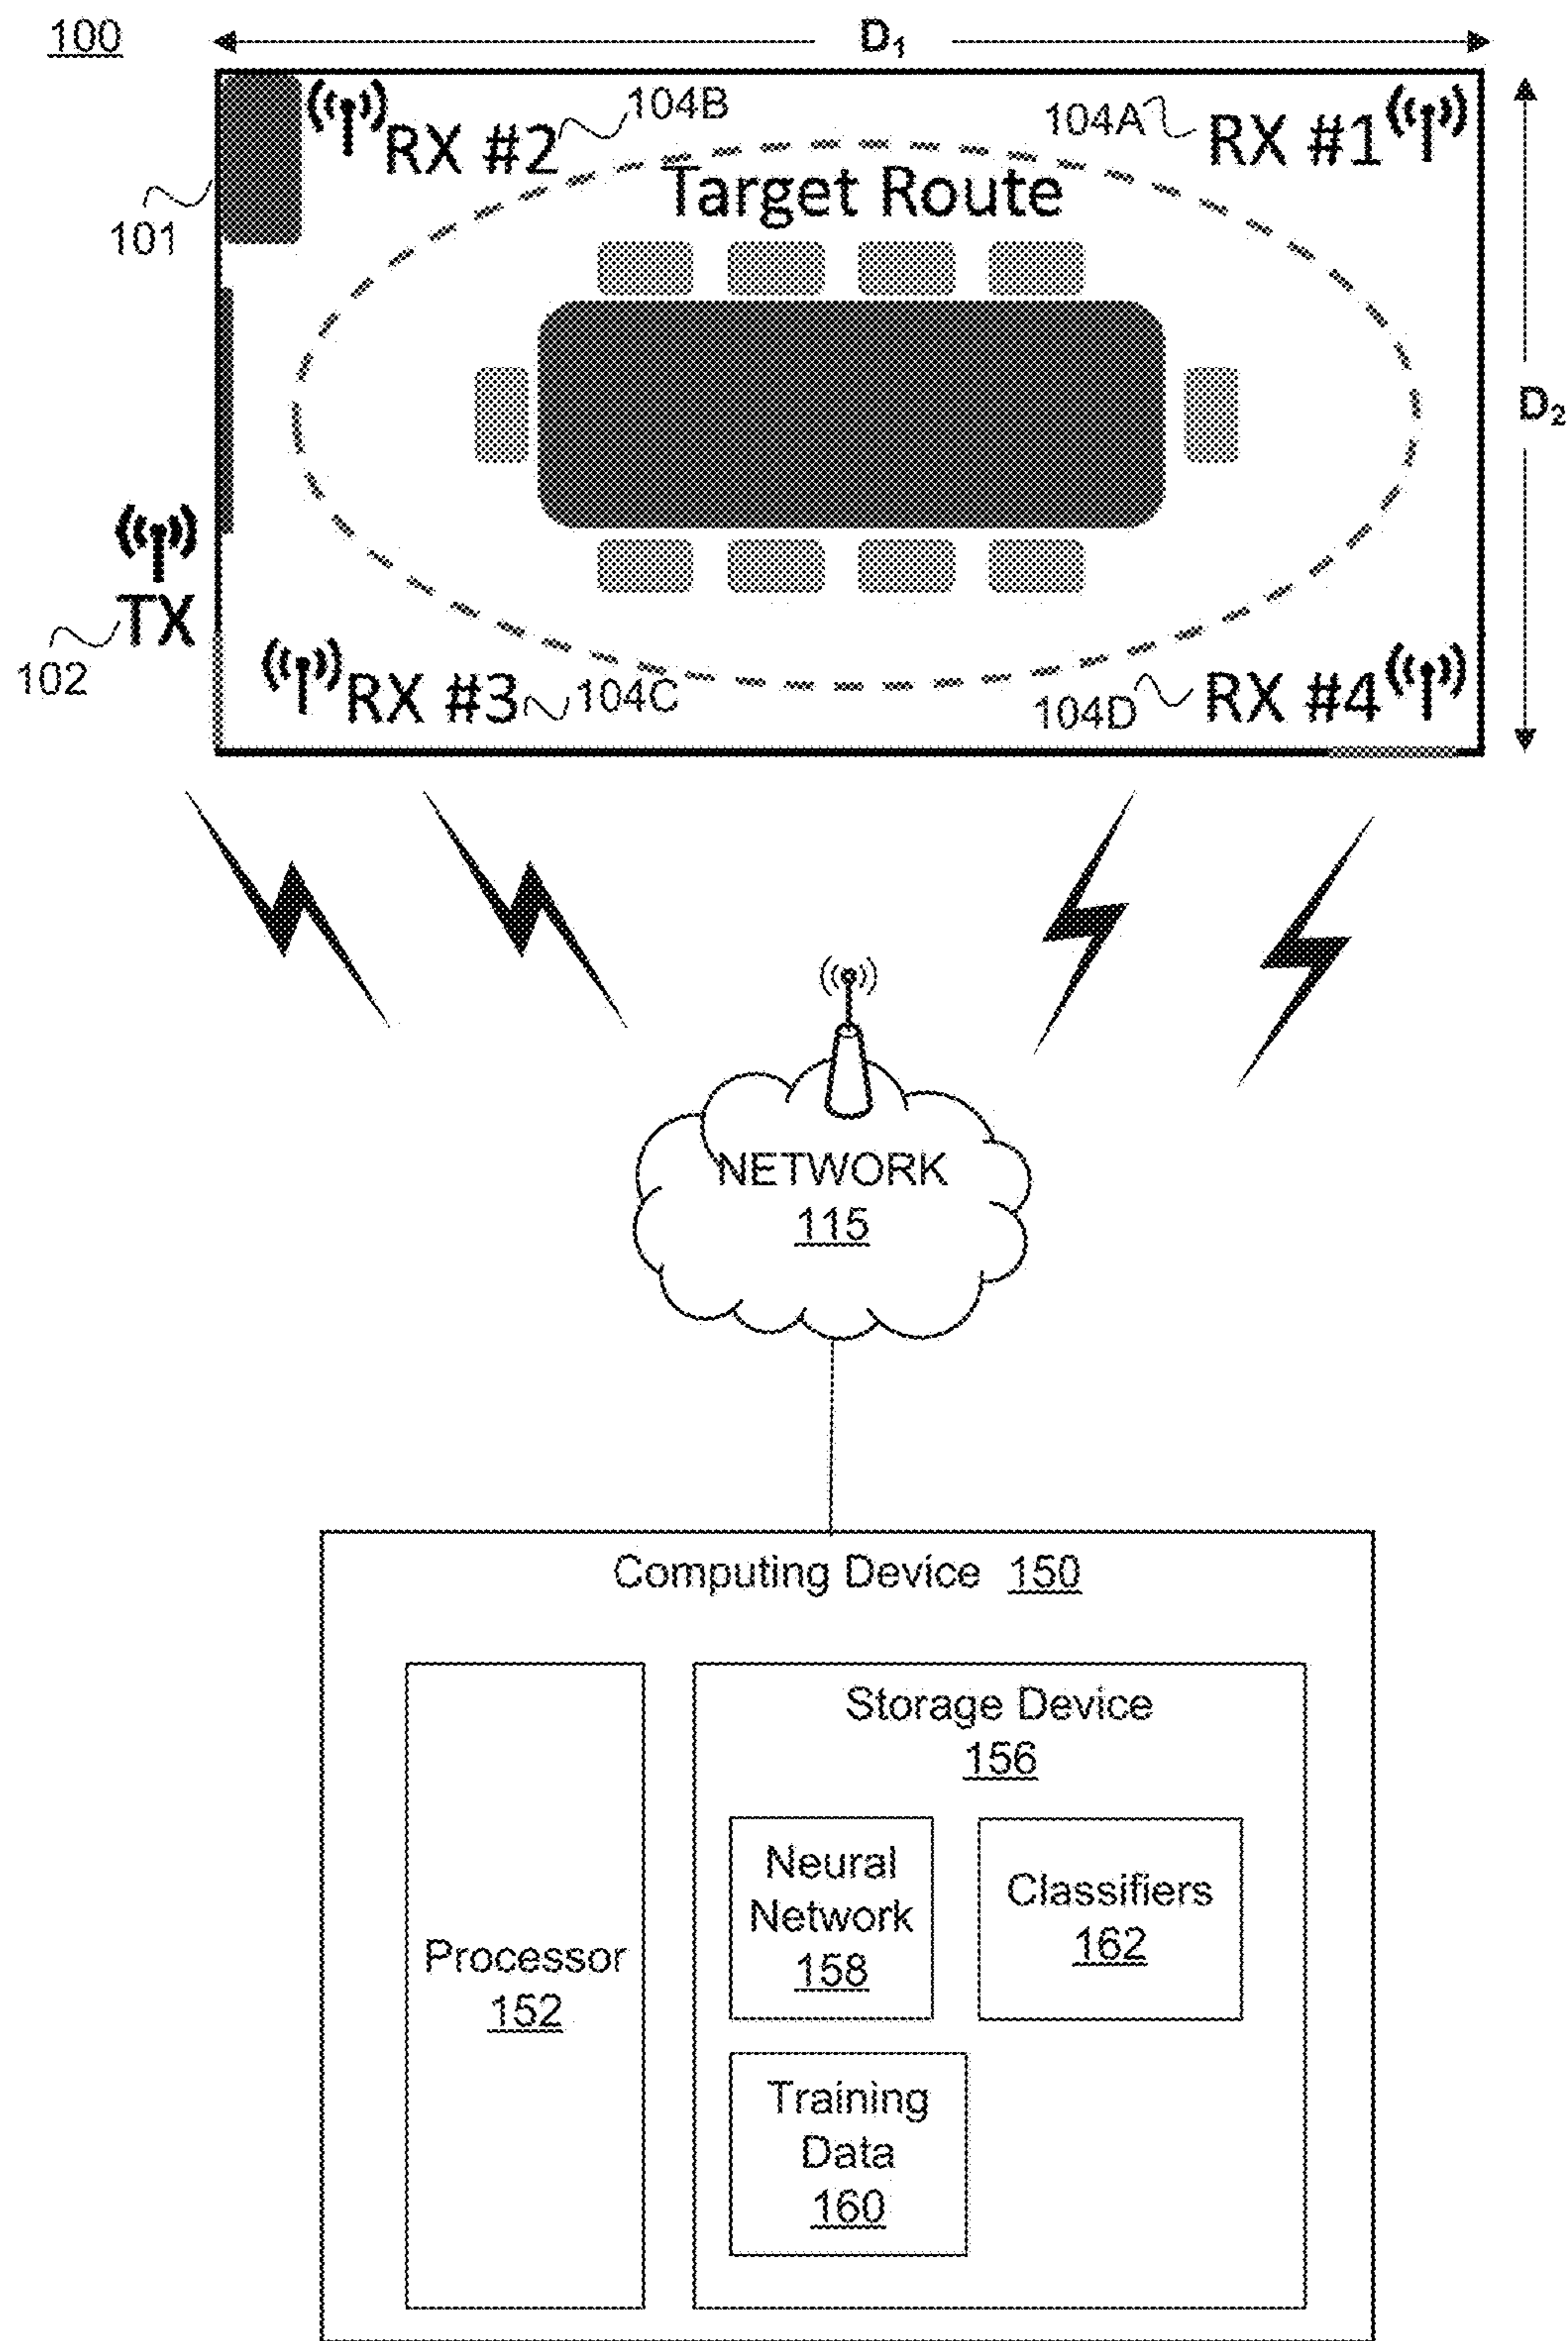 100
D₁
RX #2
104B
104A
RX #1
Target Route
101
D₂
TX
102
RX #3
104C
104D
RX #4
NETWORK
115
Computing Device 150
Storage Device
156
Neural
Network
158
Classifiers
162
Processor
152
Training
Data
160